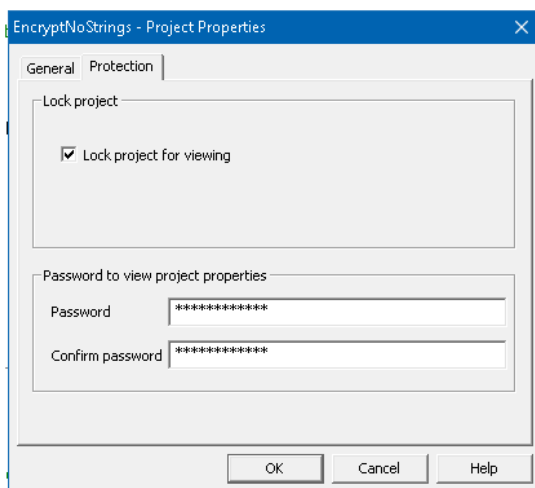 EncryptNoStrings - Project Properties
General Protection
Lock project
Lock project for viewing
Password to view project properties
Password ************
Confirm password ************
OK Cancel Help